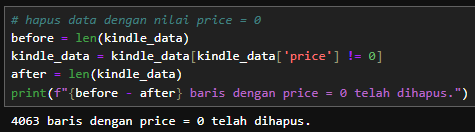 # hapus data dengan nilai price = 0
before = len(kindle_data)
kindle_data = kindle_data[kindle_data['price'] != 0]
after = len(kindle_data)
print(f"{before - after} baris dengan price = 0 telah dihapus.")
4063 baris dengan price = 0 telah dihapus.